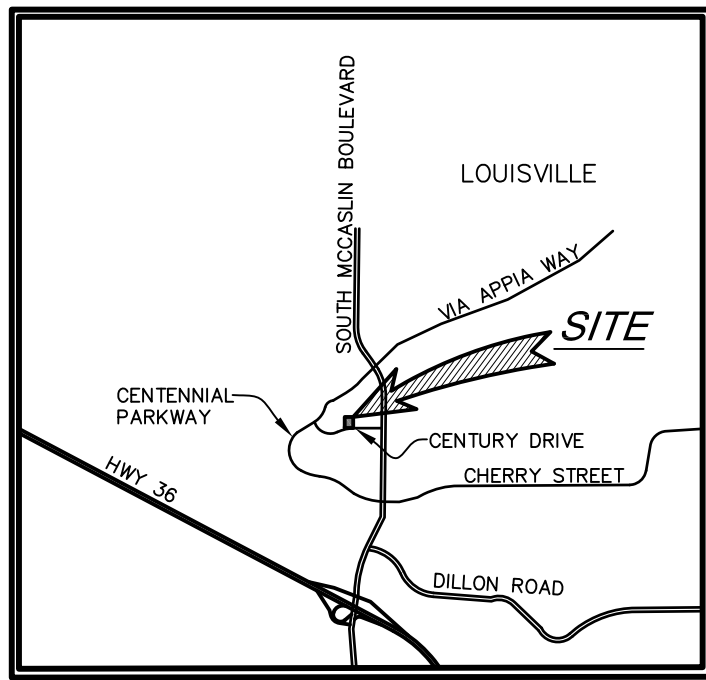 SOUTH MCCASLIN BOULEVARD
LOUISVILLE
VIA APPIA WAY
SITE
CENTENNIAL
PARKWAY
CENTURY DRIVE
CHERRY STREET
HWY 36
DILLON ROAD